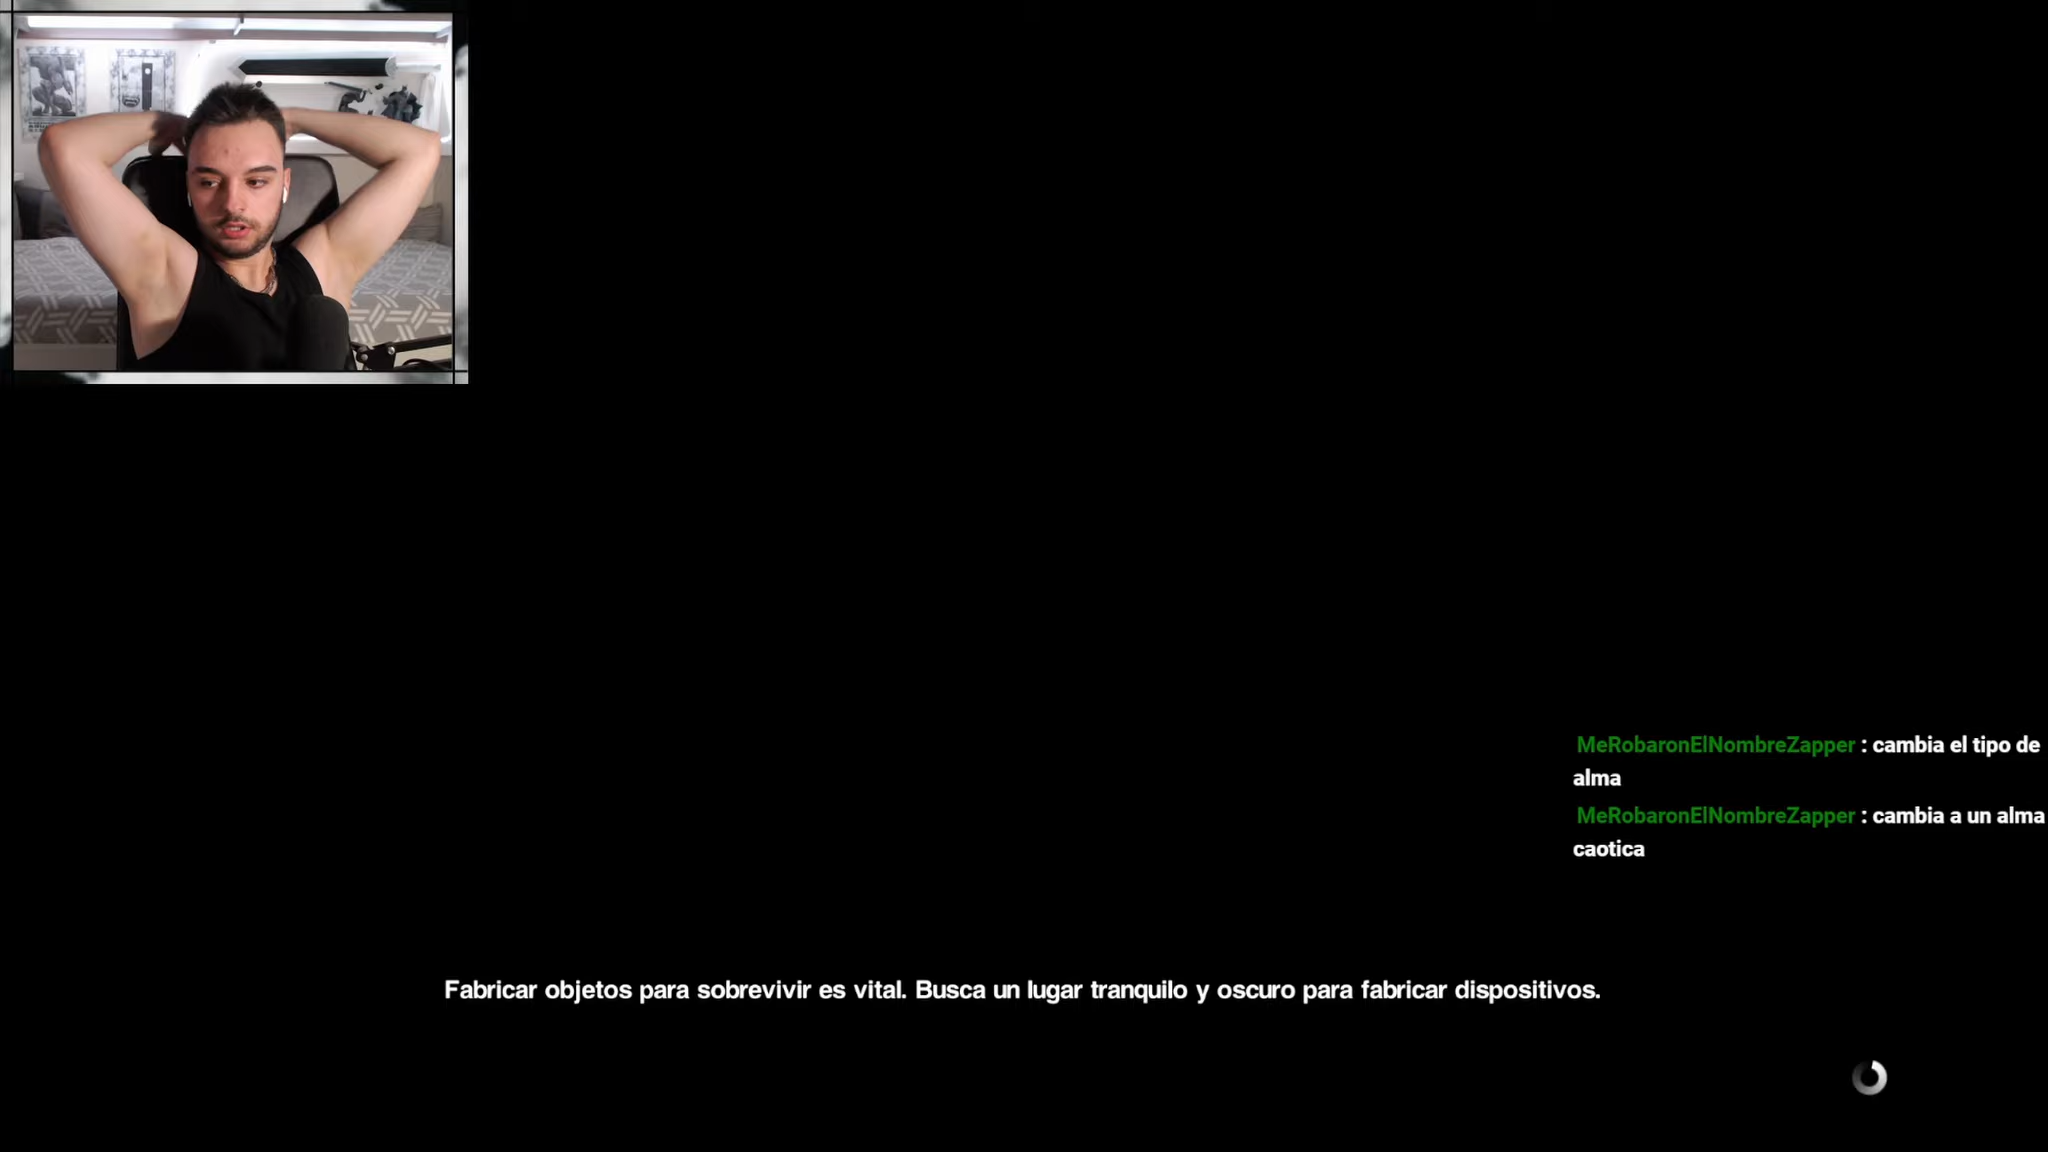 MeRobaronElNombreZapper : cambia el tipo de
alma
MeRobaronElNombreZapper : cambia a un alma
caotica
Fabricar objetos para sobrevivir es vital. Busca un lugar tranquilo y oscuro para fabricar dispositivos.